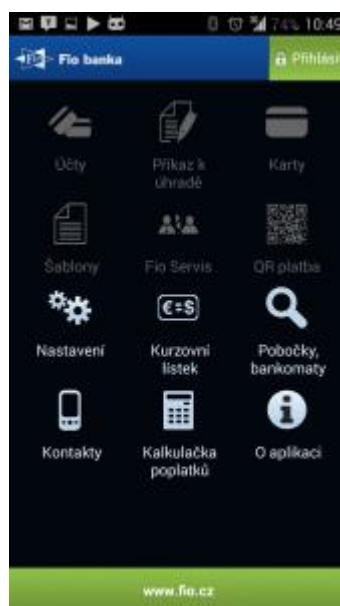 74% 10:49
Fio banka
Přihlásit
Účty
Příkaz k
úhradě
Karty
Šablony
Fio Servis
QR platba
Nastavení
Kurzovní
lístek
Pobočky,
bankomaty
€=$
Kontakty
Kalkulačka
poplatků
O aplikaci
www.fio.cz